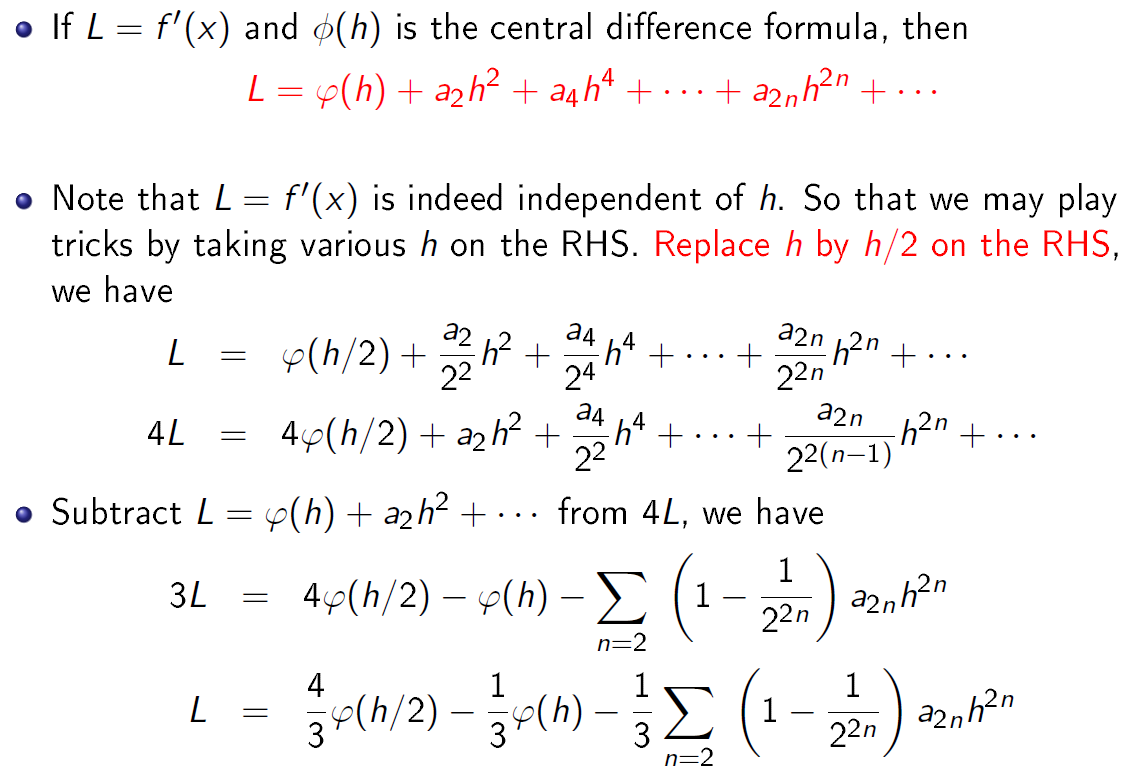 • If $L = f'(x)$ and $\phi(h)$ is the central difference formula, then
$L = \varphi(h) + a_2 h^2 + a_4 h^4 + \cdots + a_{2n} h^{2n} + \cdots$
• Note that $L = f'(x)$ is indeed independent of $h$. So that we may play
tricks by taking various $h$ on the RHS. Replace $h$ by $h/2$ on the RHS,
we have
$L = \varphi(h/2) + \frac{a_2}{2^2} h^2 + \frac{a_4}{2^4} h^4 + \cdots + \frac{a_{2n}}{2^{2n}} h^{2n} + \cdots$
$4L = 4\varphi(h/2) + a_2 h^2 + \frac{a_4}{2^2} h^4 + \cdots + \frac{a_{2n}}{2^{2(n-1)}} h^{2n} + \cdots$
• Subtract $L = \varphi(h) + a_2 h^2 + \cdots$ from $4L$, we have
$3L = 4\varphi(h/2) - \varphi(h) - \sum_{n=2} \left(1 - \frac{1}{2^{2n}}\right) a_{2n} h^{2n}$
$L = \frac{4}{3}\varphi(h/2) - \frac{1}{3}\varphi(h) - \frac{1}{3} \sum_{n=2} \left(1 - \frac{1}{2^{2n}}\right) a_{2n} h^{2n}$